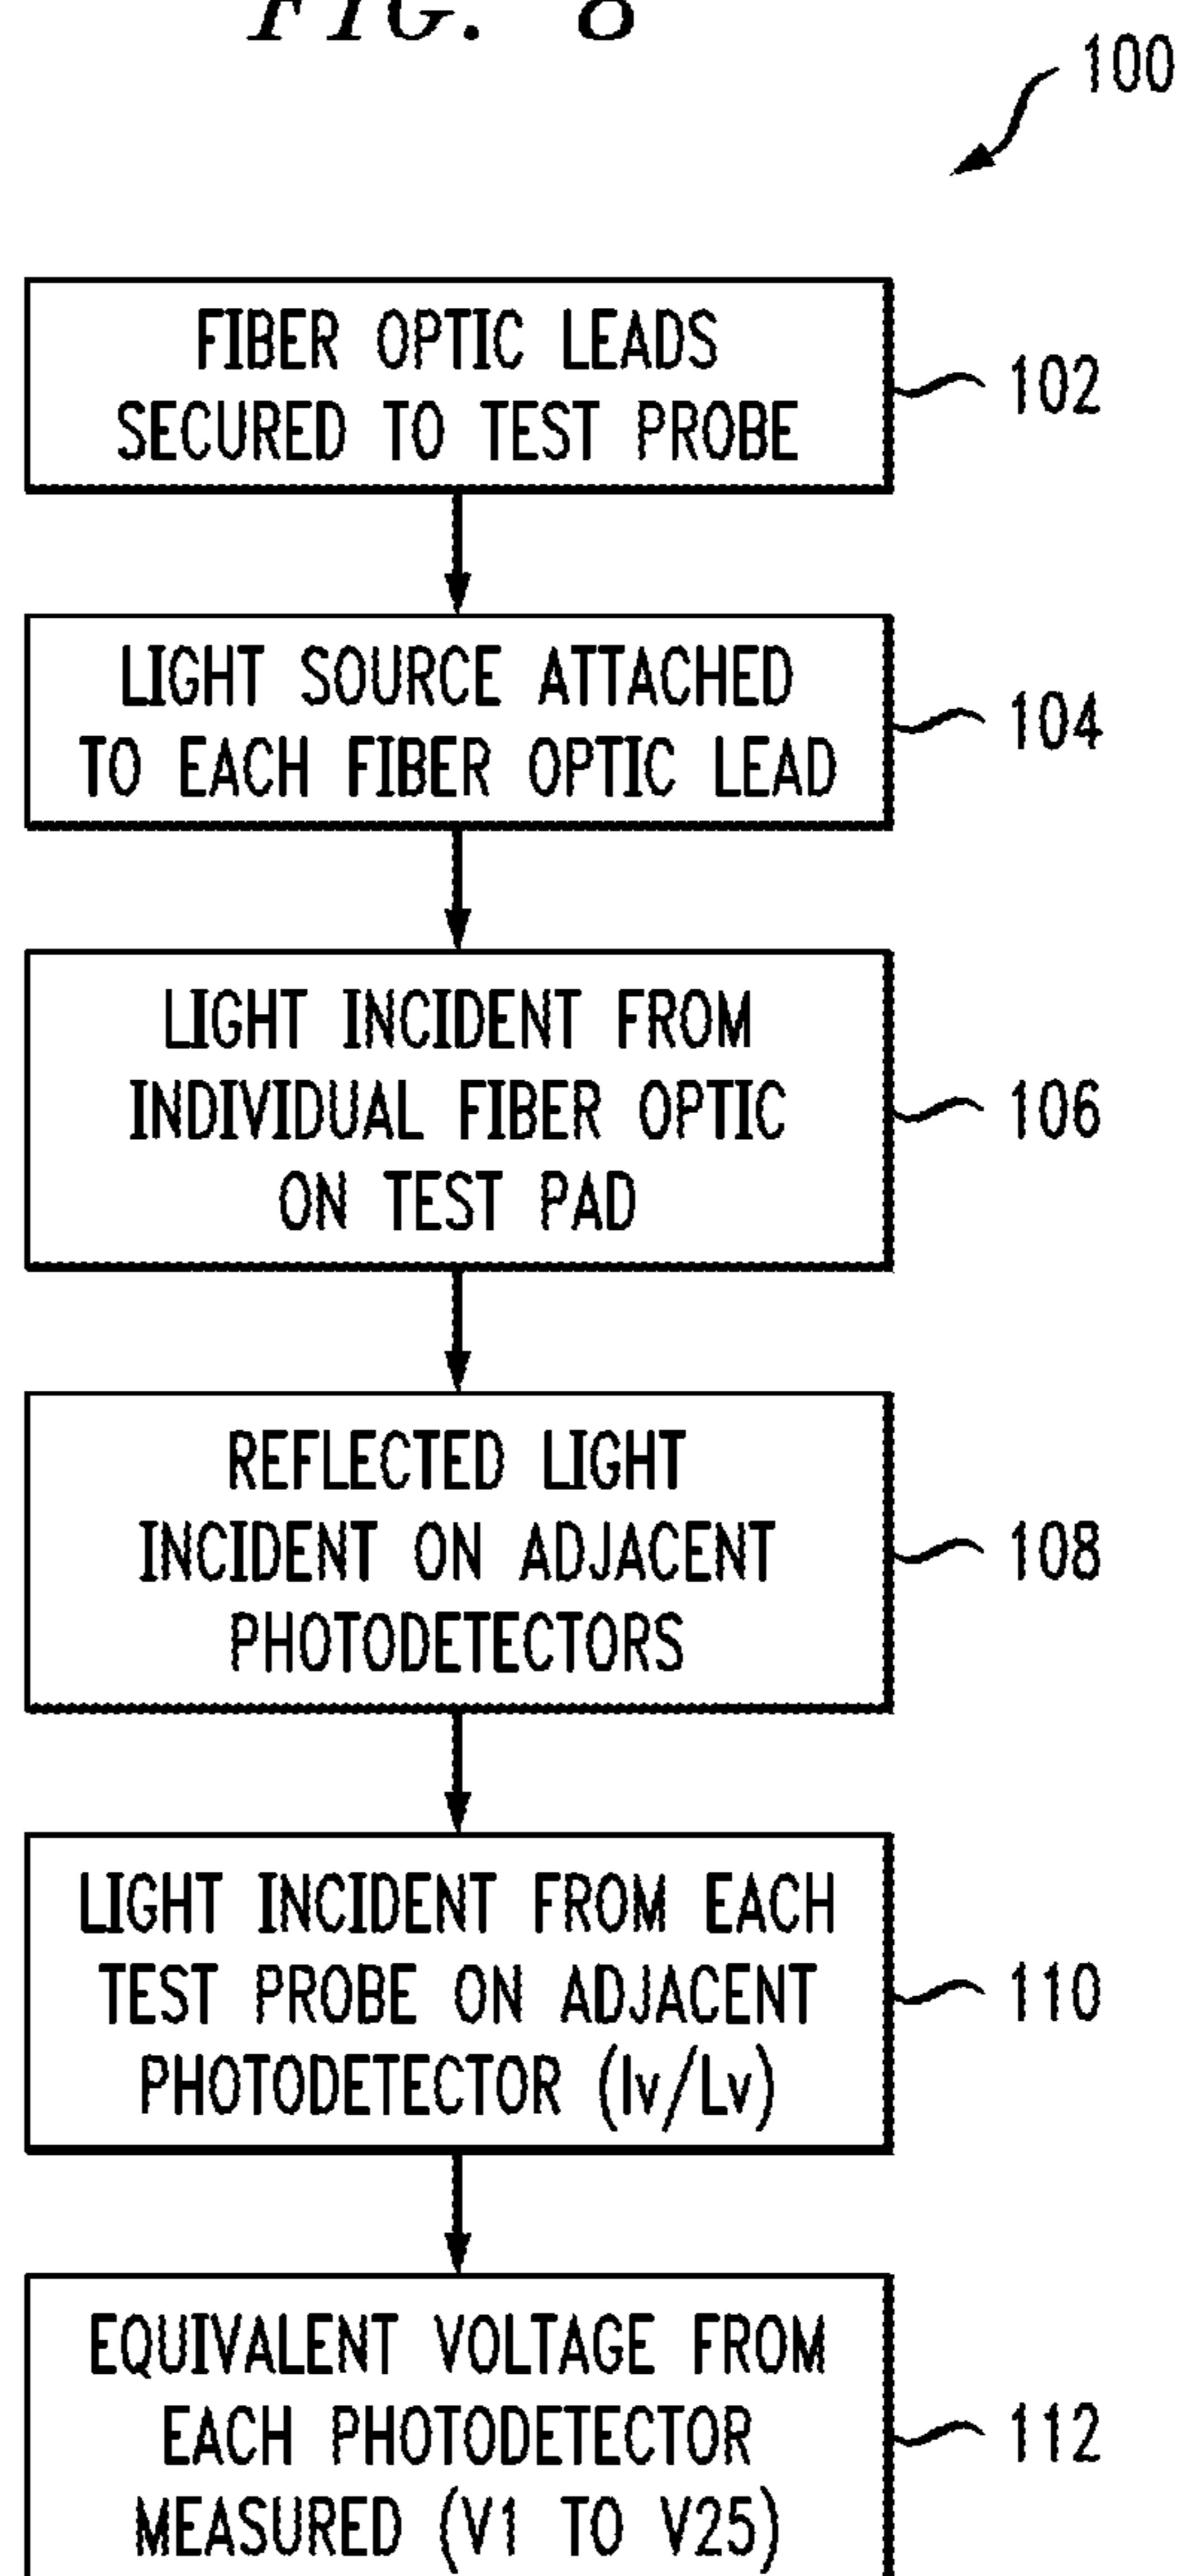 FIG. 8
100
FIBER OPTIC LEADS
SECURED TO TEST PROBE
102
LIGHT SOURCE ATTACHED
TO EACH FIBER OPTIC LEAD
104
LIGHT INCIDENT FROM
INDIVIDUAL FIBER OPTIC
ON TEST PAD
106
REFLECTED LIGHT
INCIDENT ON ADJACENT
PHOTODETECTORS
108
LIGHT INCIDENT FROM EACH
TEST PROBE ON ADJACENT
PHOTODETECTOR (Iv/Lv)
110
EQUIVALENT VOLTAGE FROM
EACH PHOTODETECTOR
MEASURED (V1 TO V25)
112